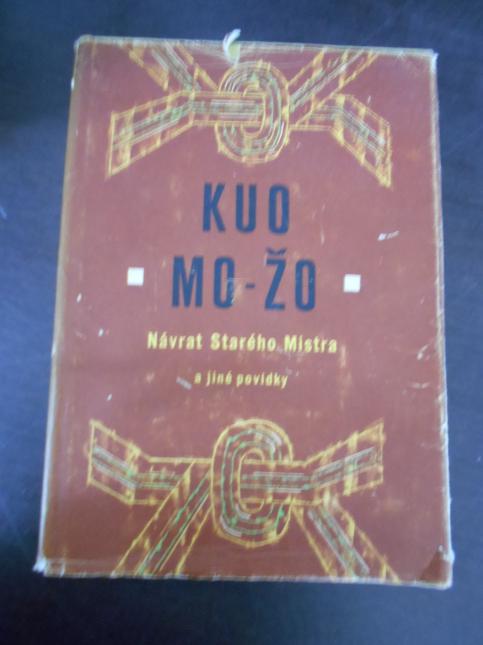 KUO
MO-ŽO
Návrat Starého Mistra
a jiné povídky